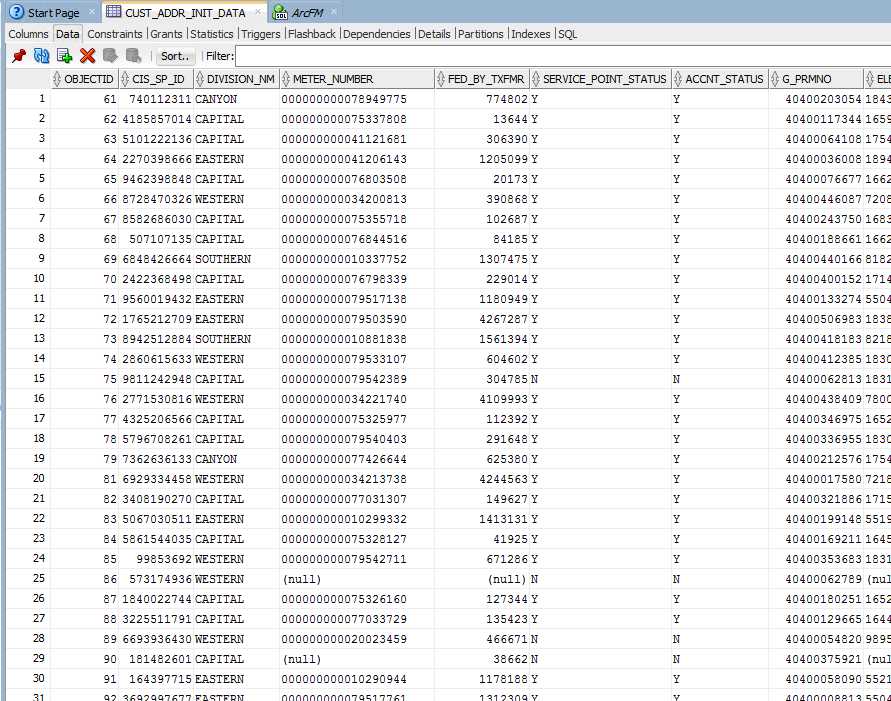 Start Page CUST_ADDR_INIT_DATA SQL ArcFM
Columns Data Constraints Grants Statistics Triggers Flashback Dependencies Details Partitions Indexes SQL
Sort.. Filter:
OBJECTID CIS_SP_ID DIVISION_NM METER_NUMBER FED_BY_TXFMR SERVICE_POINT_STATUS ACCNT_STATUS G_PRMNO ELE
1 61 740112311 CANYON 000000000078949775 774802 Y Y 40400203054 1843
2 62 4185857014 CAPITAL 000000000075337808 13644 Y Y 40400117344 1659
3 63 5101222136 CAPITAL 000000000041121681 306390 Y Y 40400064108 1754
4 64 2270398666 EASTERN 000000000041206143 1205099 Y Y 40400036008 1894
5 65 9462398848 CAPITAL 000000000076803508 20173 Y Y 40400076677 1662
6 66 8728470326 WESTERN 000000000034200813 390868 Y Y 40400446087 7208
7 67 8582686030 CAPITAL 000000000075355718 102687 Y Y 40400243750 1683
8 68 507107135 CAPITAL 000000000076844516 84185 Y Y 40400188661 1662
9 69 6848426664 SOUTHERN 000000000010337752 1307475 Y Y 40400440166 8182
10 70 2422368498 CAPITAL 000000000076798339 229014 Y Y 40400400152 1714
11 71 9560019432 EASTERN 000000000079517138 1180949 Y Y 40400133274 5504
12 72 1765212709 EASTERN 000000000079503590 4267287 Y Y 40400506983 1838
13 73 8942512884 SOUTHERN 000000000010881838 1561394 Y Y 40400418183 8218
14 74 2860615633 WESTERN 000000000079533107 604602 Y Y 40400412385 1830
15 75 9811242948 CAPITAL 000000000079542389 304785 N N 40400062813 1831
16 76 2771530816 WESTERN 000000000034221740 4109993 Y Y 40400438409 7800
17 77 4325206566 CAPITAL 000000000075325977 112392 Y Y 40400346975 1652
18 78 5796708261 CAPITAL 000000000079540403 291648 Y Y 40400336955 1830
19 79 7362636133 CANYON 000000000077426644 625380 Y Y 40400212576 1754
20 81 6929334458 WESTERN 000000000034213738 4244563 Y Y 40400017580 7218
21 82 3408190270 CAPITAL 000000000077031307 149627 Y Y 40400321886 1715
22 83 5067030511 EASTERN 000000000010299332 1413131 Y Y 40400199148 5519
23 84 5861544035 CAPITAL 000000000075328127 41925 Y Y 40400169211 1645
24 85 99853692 WESTERN 000000000079542711 671286 Y Y 40400353683 1831
25 86 573174936 WESTERN (null) (null) N N 40400062789 (nul
26 87 1840022744 CAPITAL 000000000075326160 127344 Y Y 40400180251 1652
27 88 3225511791 CAPITAL 000000000077033729 135423 Y Y 40400129665 1644
28 89 6693936430 WESTERN 000000000020023459 466671 N N 40400054820 9895
29 90 181482601 CAPITAL (null) 38662 N N 40400375921 (nul
30 91 164397715 EASTERN 000000000010290944 1178188 Y Y 40400058090 5521
31 92 3692997677 EASTERN 000000000079517761 1312309 Y Y 40400008813 5504